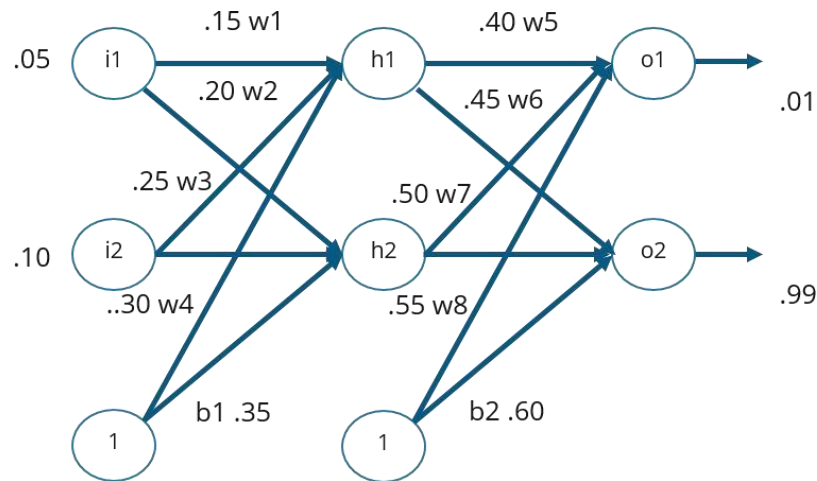 .15 w1
.40 w5
.05
i1
h1
o1
.20 w2
.45 w6
.01
.25 w3
.50 w7
.10
i2
h2
o2
..30 w4
.55 w8
.99
b1 .35
b2 .60
1
1